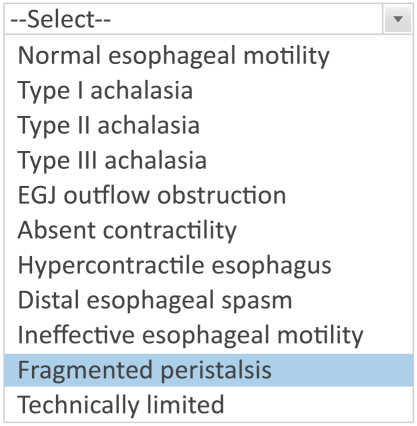 --Select--
Normal esophageal motility
Type I achalasia
Type II achalasia
Type III achalasia
EGJ outflow obstruction
Absent contractility
Hypercontractile esophagus
Distal esophageal spasm
Ineffective esophageal motility
Fragmented peristalsis
Technically limited